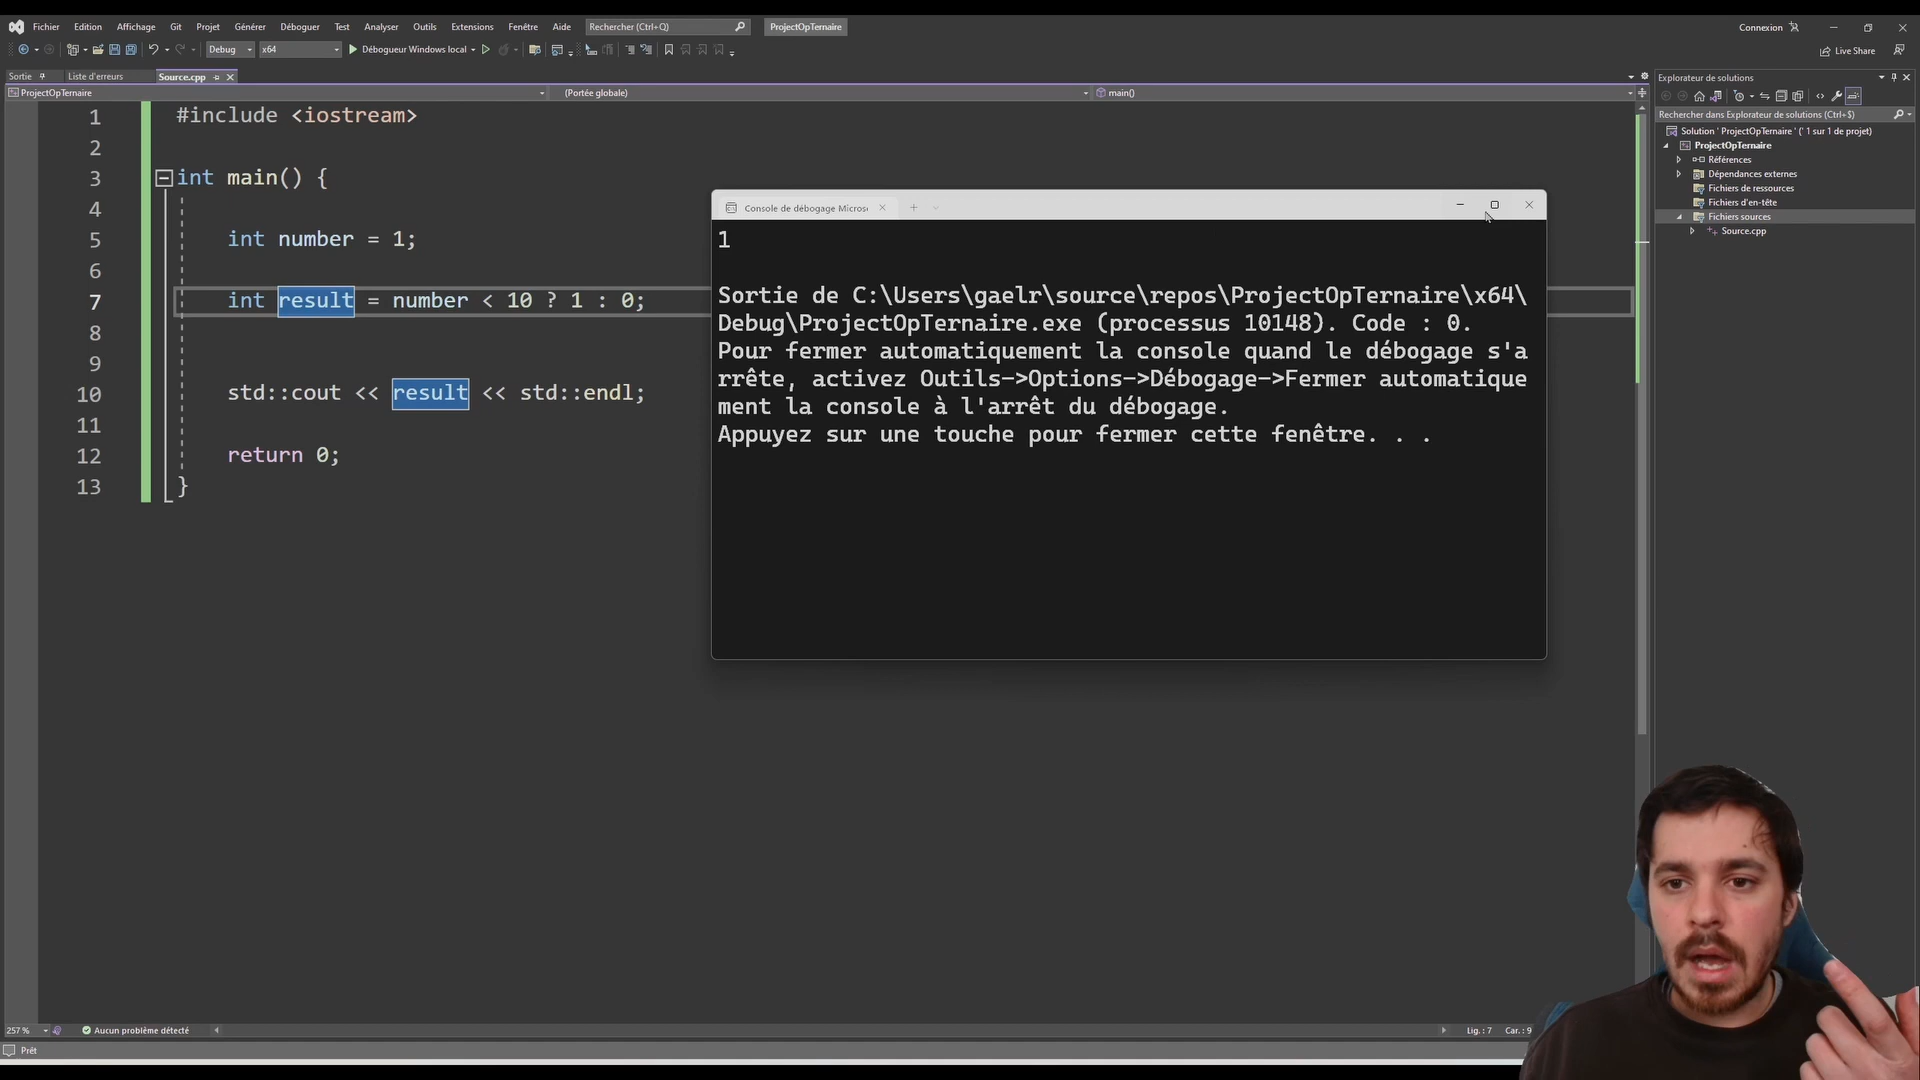 Fichier Edition Affichage Git Projet Générer Déboguer Test Analyser Outils Extensions Fenêtre Aide Rechercher (Ctrl+Q) ProjectOpTernaire Connexion
Debug x64 Débogueur Windows local Live Share
Sortie Liste d'erreurs Source.cpp
ProjectOpTernaire (Portée globale) main()
1 #include <iostream>
2
3 int main() {
4
5 int number = 1;
6
7 int result = number < 10 ? 1 : 0;
8
9
10 std::cout << result << std::endl;
11
12 return 0;
13 }
Console de débogage Micros
1
Sortie de C:\Users\gaelr\source\repos\ProjectOpTernaire\x64\
Debug\ProjectOpTernaire.exe (processus 10148). Code : 0.
Pour fermer automatiquement la console quand le débogage s'a
rrête, activez Outils->Options->Débogage->Fermer automatique
ment la console à l'arrêt du débogage.
Appuyez sur une touche pour fermer cette fenêtre. . .
Explorateur de solutions
Rechercher dans Explorateur de solutions (Ctrl+$)
Solution ' ProjectOpTernaire ' (' 1 sur 1 de projet)
ProjectOpTernaire
Références
Dépendances externes
Fichiers de ressources
Fichiers d'en-tête
Fichiers sources
Source.cpp
257 % Aucun problème détecté Lig. : 7 Car. : 9
Prêt